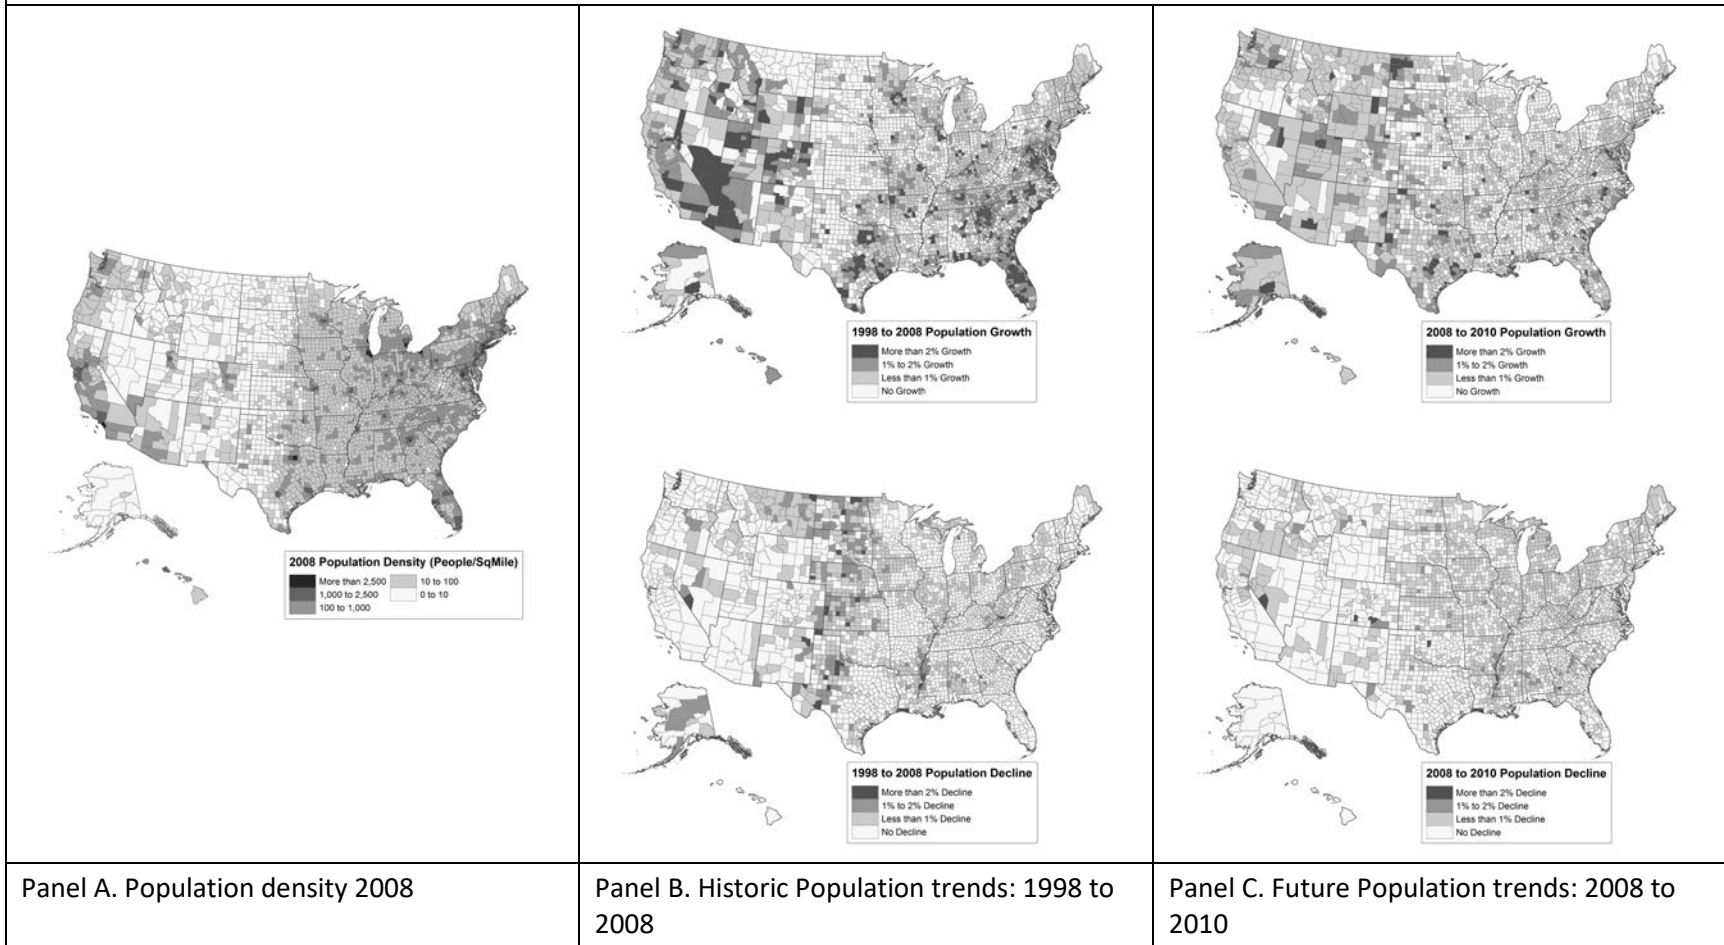 2008 Population Density (People/SqMile)
More than 2,500
10 to 100
1,000 to 2,500
0 to 10
100 to 1,000
Panel A. Population density 2008
1998 to 2008 Population Growth
More than 2% Growth
1% to 2% Growth
Less than 1% Growth
No Growth
1998 to 2008 Population Decline
More than 2% Decline
1% to 2% Decline
Less than 1% Decline
No Decline
Panel B. Historic Population trends: 1998 to
2008
2008 to 2010 Population Growth
More than 2% Growth
1% to 2% Growth
Less than 1% Growth
No Growth
2008 to 2010 Population Decline
More than 2% Decline
1% to 2% Decline
Less than 1% Decline
No Decline
Panel C. Future Population trends: 2008 to
2010